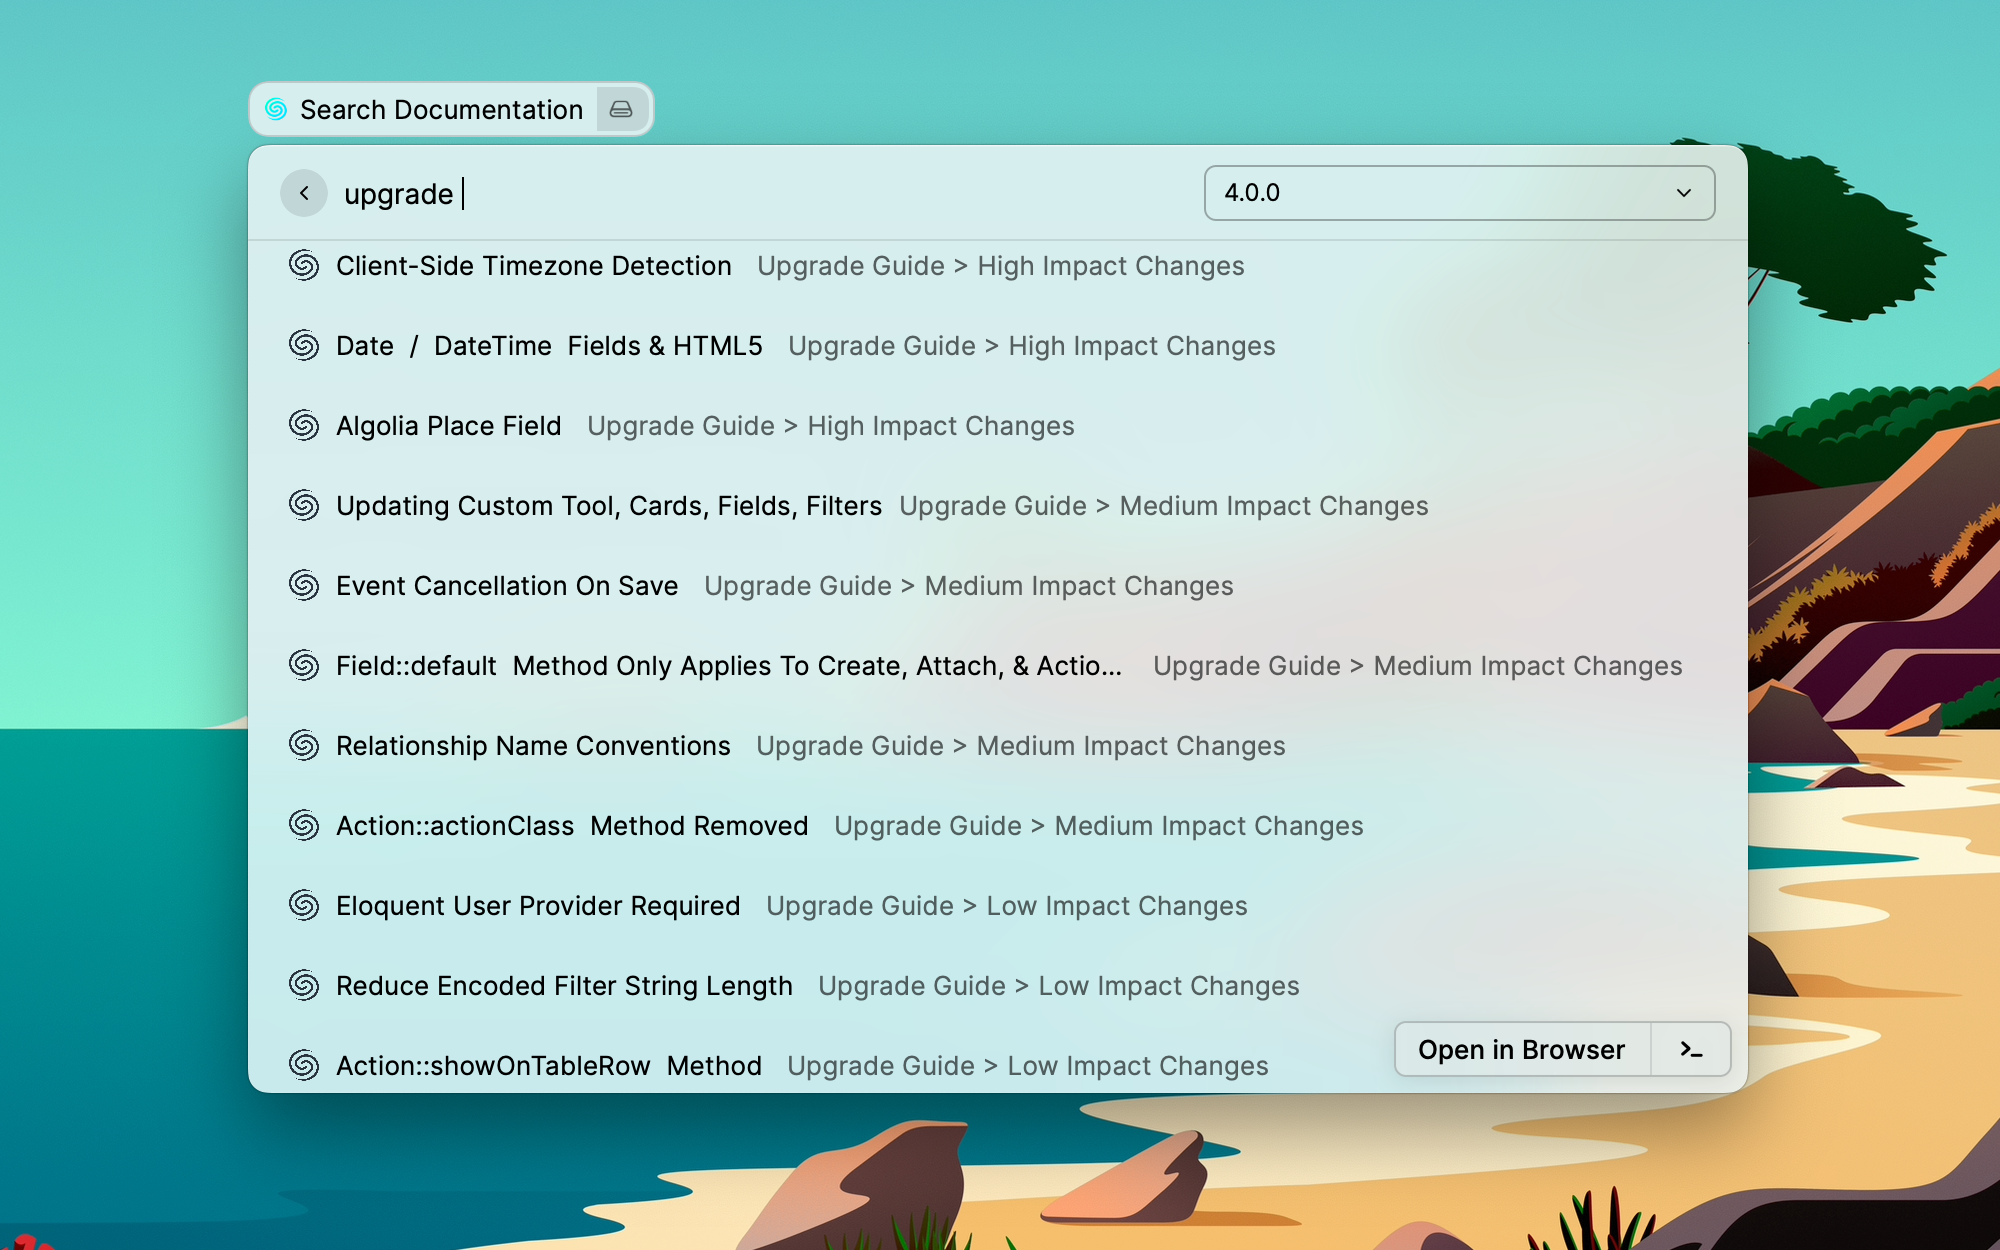 Search Documentation
upgrade
4.0.0
Client-Side Timezone Detection Upgrade Guide > High Impact Changes
Date / DateTime Fields & HTML5 Upgrade Guide > High Impact Changes
Algolia Place Field Upgrade Guide > High Impact Changes
Updating Custom Tool, Cards, Fields, Filters Upgrade Guide > Medium Impact Changes
Event Cancellation On Save Upgrade Guide > Medium Impact Changes
Field::default Method Only Applies To Create, Attach, & Actio... Upgrade Guide > Medium Impact Changes
Relationship Name Conventions Upgrade Guide > Medium Impact Changes
Action::actionClass Method Removed Upgrade Guide > Medium Impact Changes
Eloquent User Provider Required Upgrade Guide > Low Impact Changes
Reduce Encoded Filter String Length Upgrade Guide > Low Impact Changes
Action::showOnTableRow Method Upgrade Guide > Low Impact Changes
Open in Browser